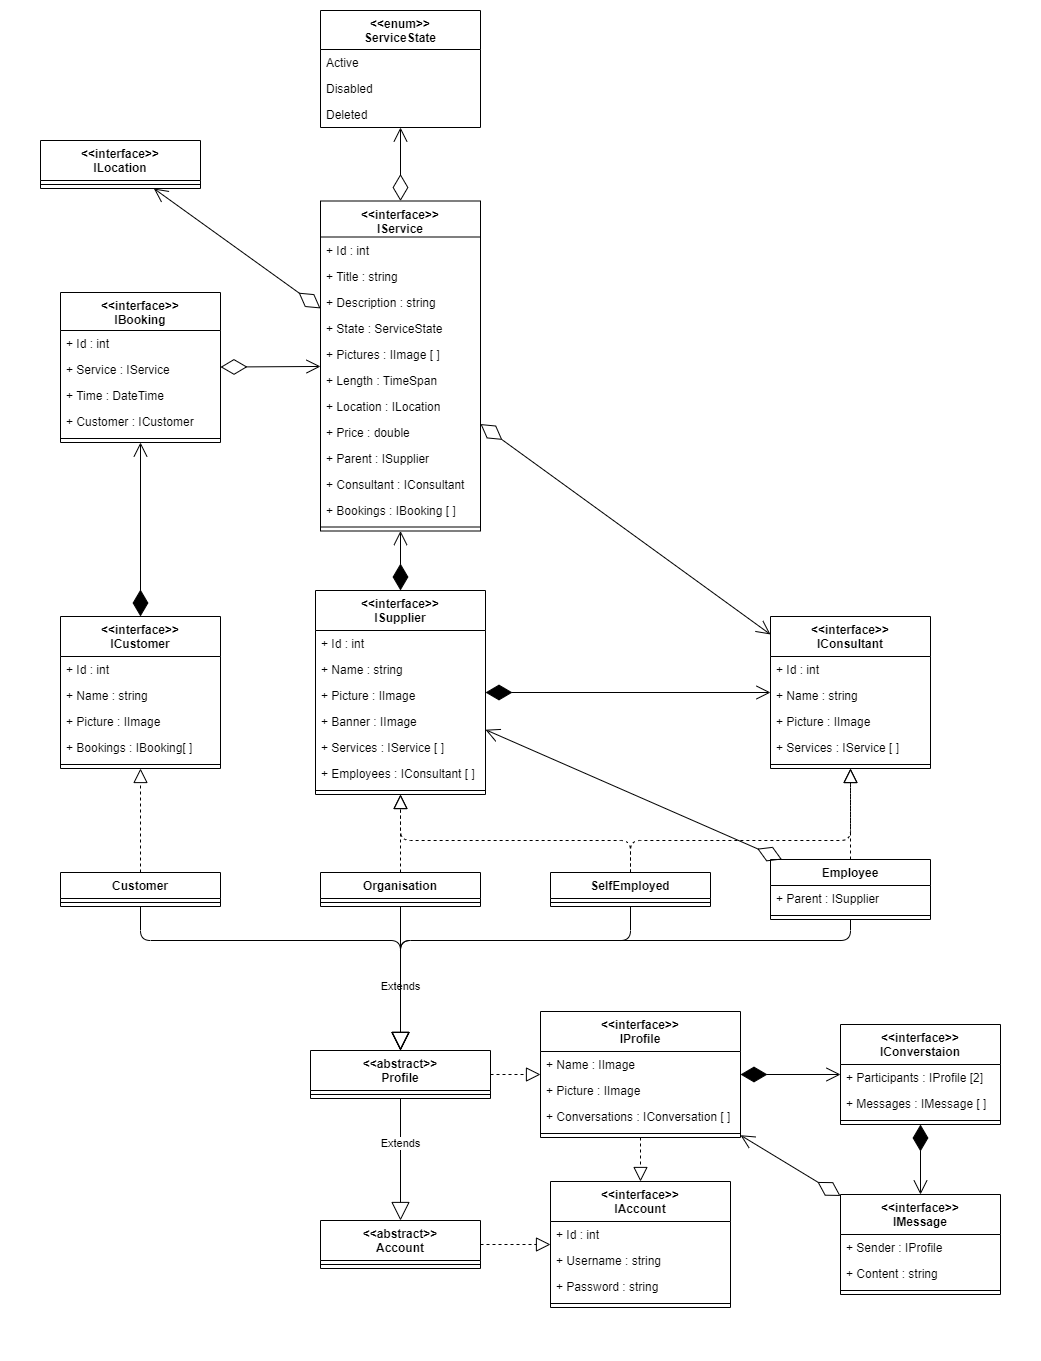 <<enum>>
ServiceState
Active
Disabled
Deleted
<<interface>>
ILocation
<<interface>>
IService
+ Id : int
+ Title : string
+ Description : string
+ State : ServiceState
+ Pictures : IImage [ ]
+ Length : TimeSpan
+ Location : ILocation
+ Price : double
+ Parent : ISupplier
+ Consultant : IConsultant
+ Bookings : IBooking [ ]
<<interface>>
IBooking
+ Id : int
+ Service : IService
+ Time : DateTime
+ Customer : ICustomer
<<interface>>
ICustomer
+ Id : int
+ Name : string
+ Picture : IImage
+ Bookings : IBooking[ ]
<<interface>>
ISupplier
+ Id : int
+ Name : string
+ Picture : IImage
+ Banner : IImage
+ Services : IService [ ]
+ Employees : IConsultant [ ]
<<interface>>
IConsultant
+ Id : int
+ Name : string
+ Picture : IImage
+ Services : IService [ ]
Customer
Organisation
SelfEmployed
Employee
+ Parent : ISupplier
Extends
<<abstract>>
Profile
<<interface>>
IProfile
+ Name : IImage
+ Picture : IImage
+ Conversations : IConversation [ ]
<<interface>>
IConverstaion
+ Participants : IProfile [2]
+ Messages : IMessage [ ]
Extends
<<abstract>>
Account
<<interface>>
IAccount
+ Id : int
+ Username : string
+ Password : string
<<interface>>
IMessage
+ Sender : IProfile
+ Content : string